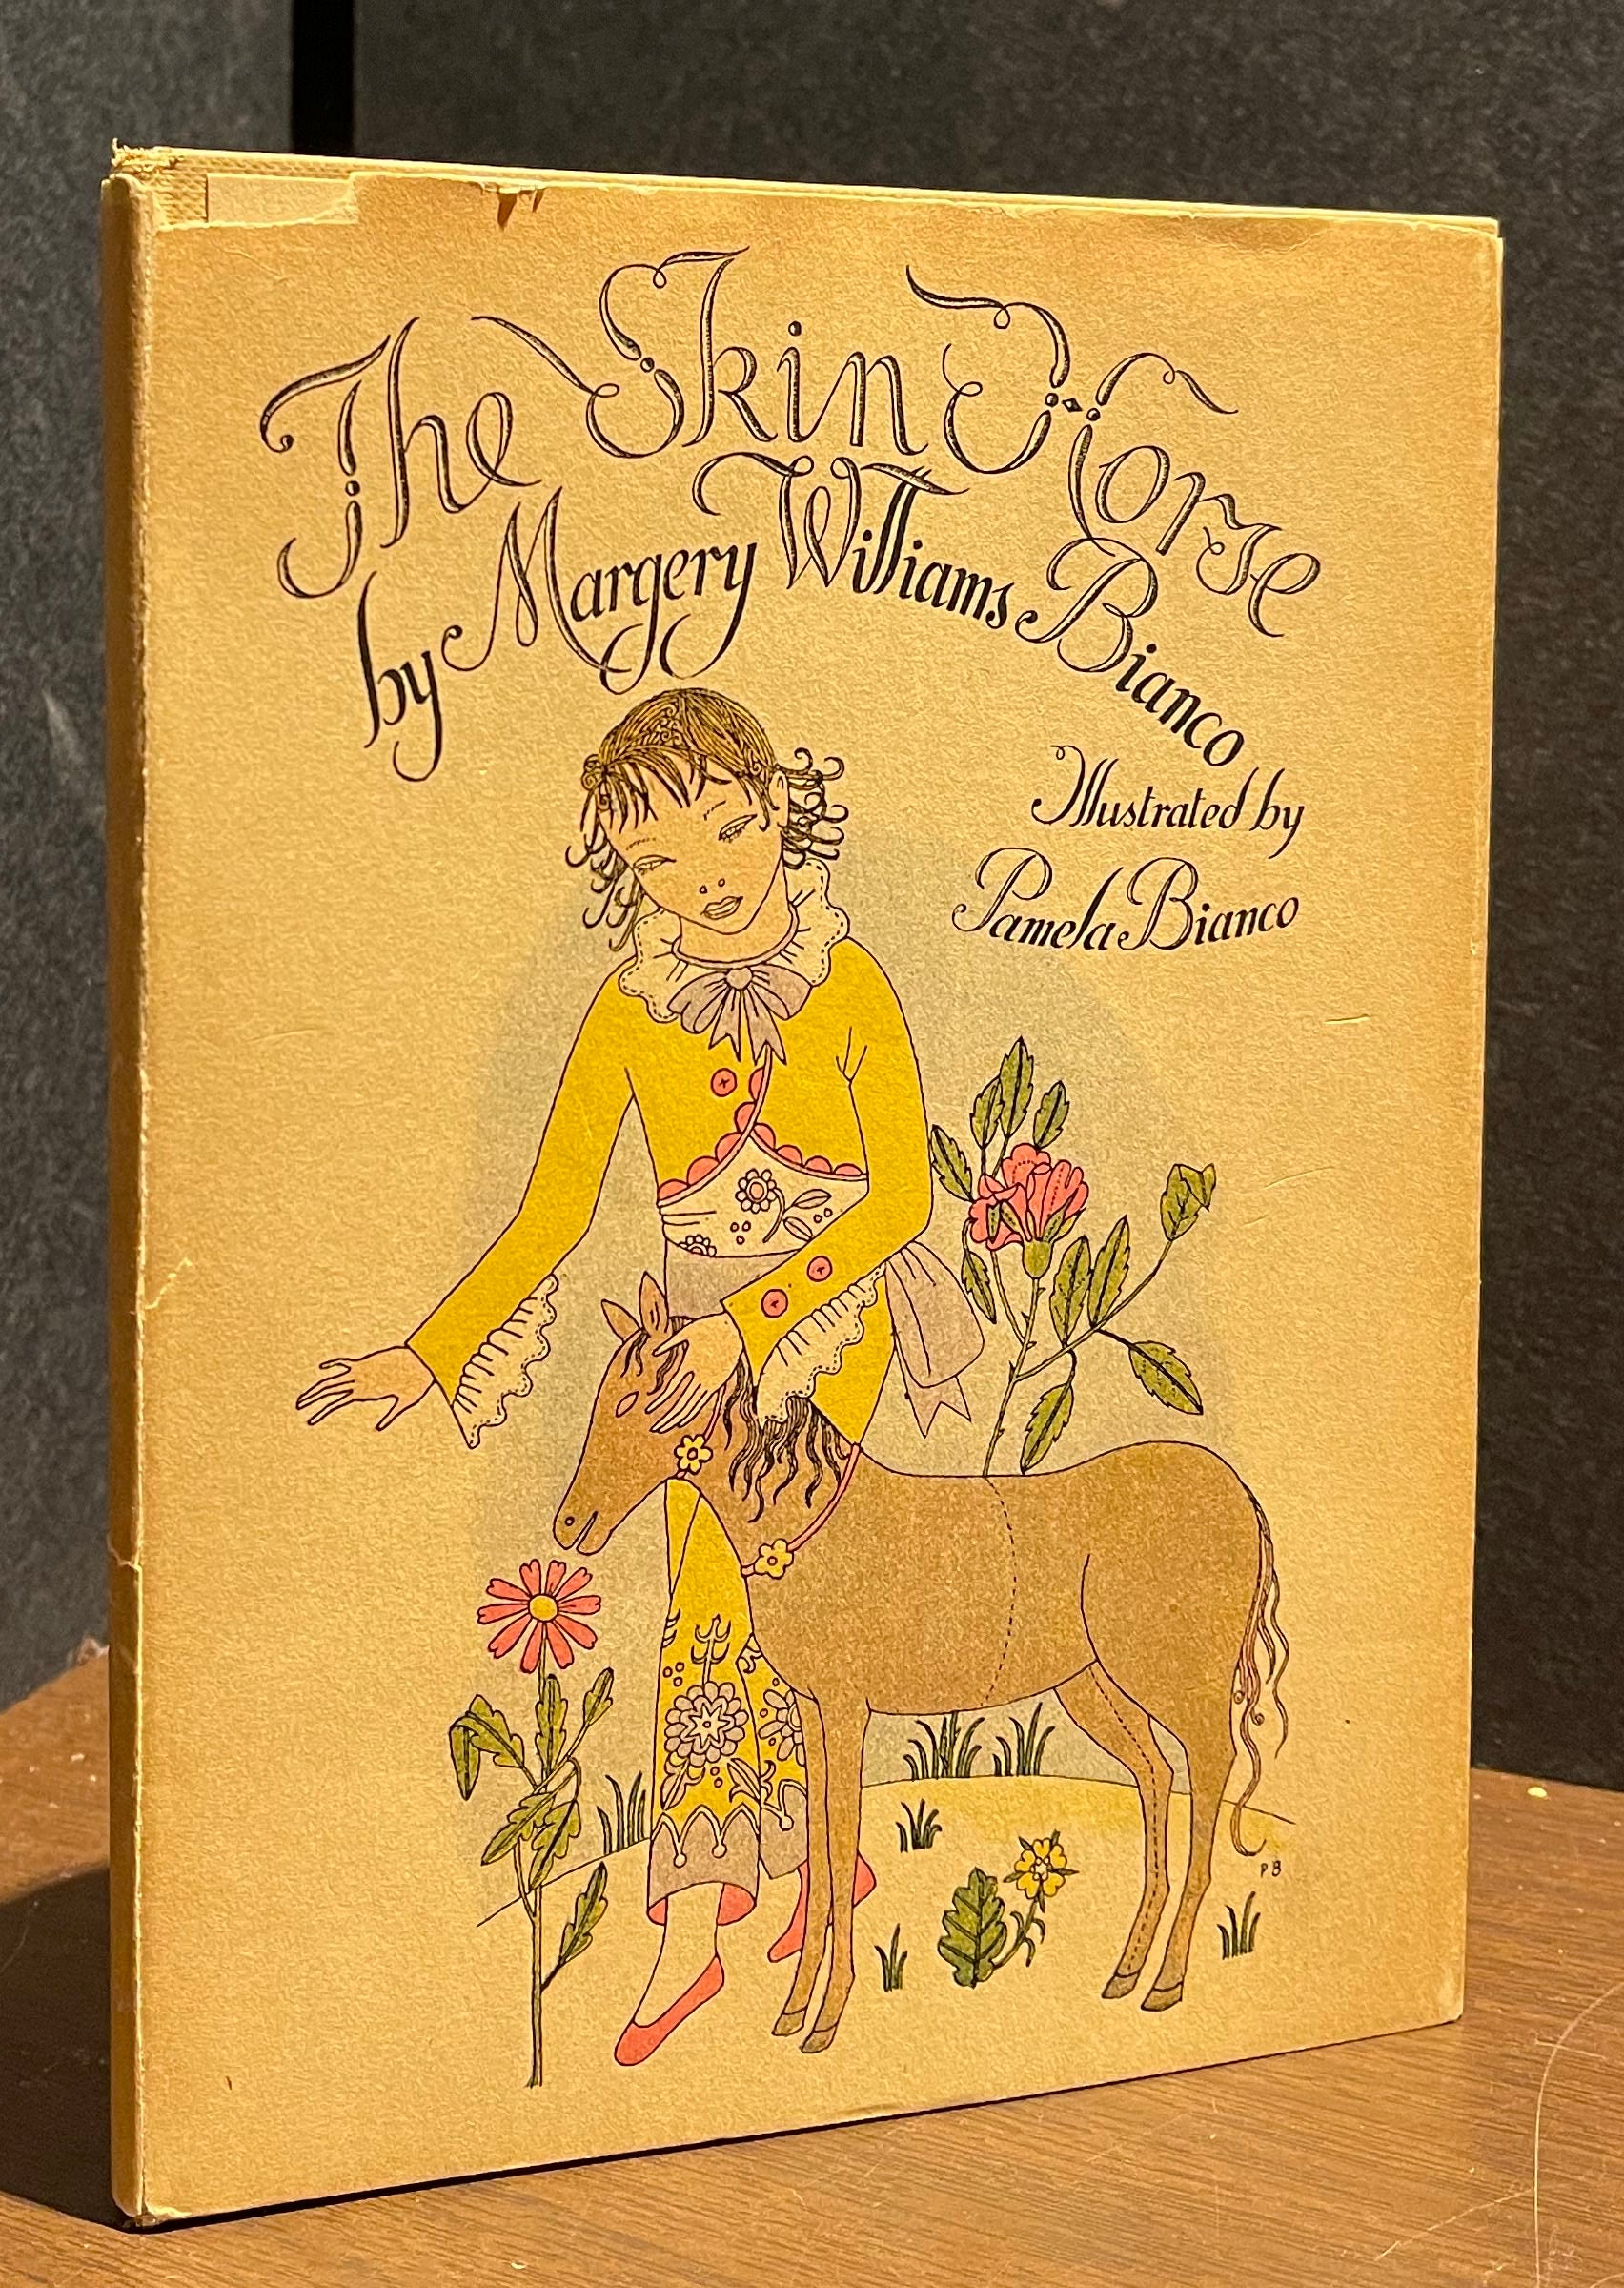 The Skin Horse
by Margery Williams Bianco
Illustrated by
Pamela Bianco
PB